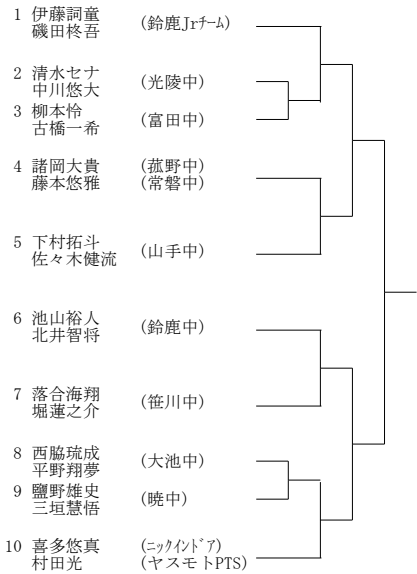 1 伊藤詞童 (鈴鹿Jrチーム)
磯田柊吾
2 清水セナ (光陵中)
中川悠大
3 柳本怜 (富田中)
古橋一希
4 諸岡大貴 (菰野中)
藤本悠雅 (常磐中)
5 下村拓斗 (山手中)
佐々木健流
6 池山裕人 (鈴鹿中)
北井智将
7 落合海翔 (笹川中)
堀蓮之介
8 西脇琉成 (大池中)
平野翔夢
9 鹽野雄史 (暁中)
三垣慧悟
10 喜多悠真 (ニックインドア)
村田光 (ヤスモトPTS)